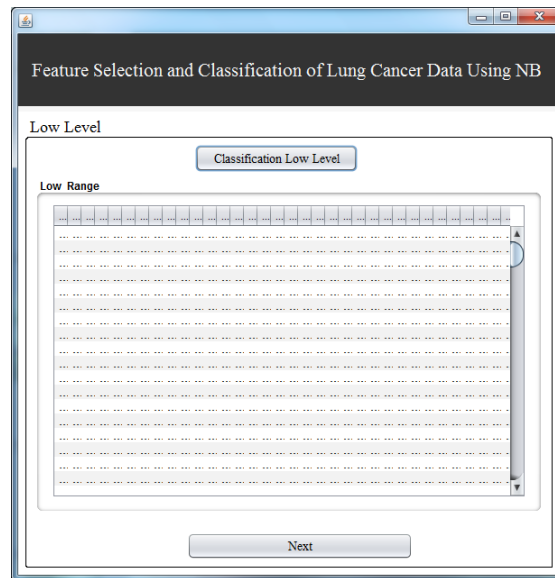 Feature Selection and Classification of Lung Cancer Data Using NB
Low Level
Classification Low Level
Low Range
Next